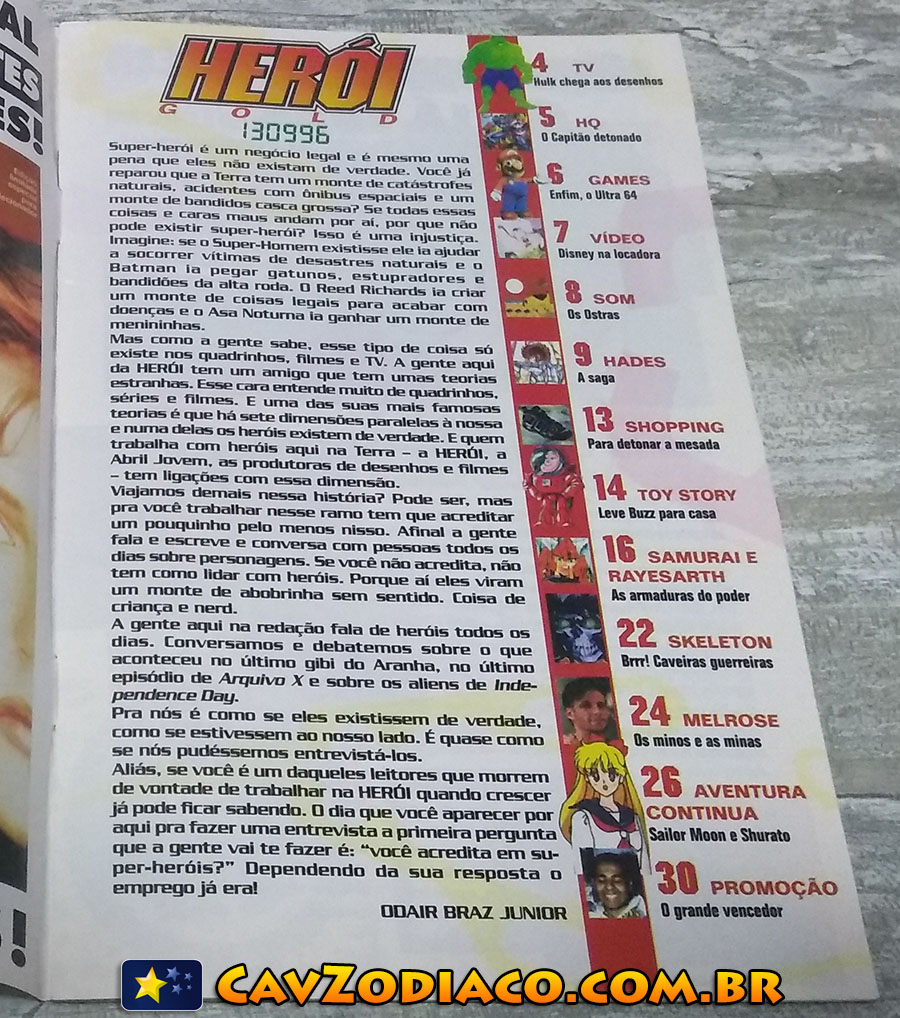 AL
TES
ES!
HERÓI
GOLD
130996
Super-herói é um negócio legal e é mesmo uma
pena que eles não existam de verdade. Você já
reparou que a Terra tem um monte de catástrofes
naturais, acidentes com ônibus espaciais e um
monte de bandidos casca grossa? Se todas essas
coisas e caras maus andam por aí, por que não
pode existir super-herói? Isso é uma injustiça.
Imagine: se o Super-Homem existisse ele ia ajudar
a socorrer vítimas de desastres naturais e o
Batman ia pegar gatunos, estupradores e
bandidões da alta roda. O Reed Richards ia criar
um monte de coisas legais para acabar com
doenças e o Asa Noturna ia ganhar um monte de
menininhas.
Mas como a gente sabe, esse tipo de coisa só
existe nos quadrinhos, filmes e TV. A gente aqui
da HERÓI tem um amigo que tem umas teorias
estranhas. Esse cara entende muito de quadrinhos,
séries e filmes. E uma das suas mais famosas
teorias é que há sete dimensões paralelas à nossa
e numa delas os heróis existem de verdade. E quem
trabalha com heróis aqui na Terra – a HERÓI, a
Abril Jovem, as produtoras de desenhos e filmes
– tem ligações com essa dimensão.
Viajamos demais nessa história? Pode ser, mas
pra você trabalhar nesse ramo tem que acreditar
um pouquinho pelo menos nisso. Afinal a gente
fala e escreve e conversa com pessoas todos os
dias sobre personagens. Se você não acredita, não
tem como lidar com heróis. Porque aí eles viram
um monte de abobrinha sem sentido. Coisa de
criança e nerd.
A gente aqui na redação fala de heróis todos os
dias. Conversamos e debatemos sobre o que
aconteceu no último gibi do Aranha, no último
episódio de Arquivo X e sobre os aliens de Inde-
pendence Day.
Pra nós é como se eles existissem de verdade,
como se estivessem ao nosso lado. É quase como
se nós pudéssemos entrevistá-los.
Aliás, se você é um daqueles leitores que morrem
de vontade de trabalhar na HERÓI quando crescer
já pode ficar sabendo. O dia que você aparecer por
aqui pra fazer uma entrevista a primeira pergunta
que a gente vai te fazer é: “você acredita em su-
per-heróis?” Dependendo da sua resposta o
emprego já era!
ODAIR BRAZ JUNIOR
4 TV
Hulk chega aos desenhos
5 HQ
O Capitão detonado
6 GAMES
Enfim, o Ultra 64
7 VÍDEO
Disney na locadora
8 SOM
Os Ostras
9 HADES
A saga
13 SHOPPING
Para detonar a mesada
14 TOY STORY
Leve Buzz para casa
16 SAMURAI E
RAYESARTH
As armaduras do poder
22 SKELETON
Brrr! Caveiras guerreiras
24 MELROSE
Os minos e as minas
26 AVENTURA
CONTINUA
Sailor Moon e Shurato
30 PROMOÇÃO
O grande vencedor
!
CavZodiaco.com.br